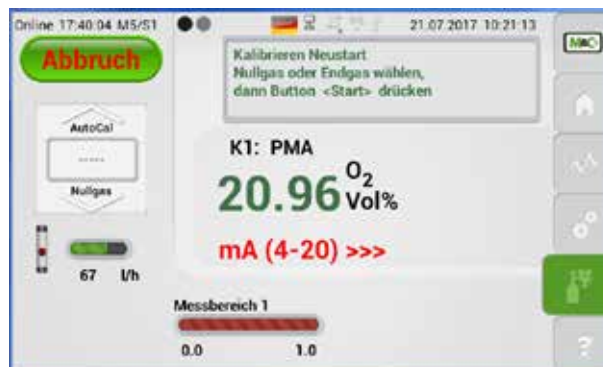 Online 17:40:04 M5/S1
21.07.2017 10:21:13
Abbruch
Kalibrieren Neustart
Nullgas oder Endgas wählen,
dann Button <Start> drücken
M&C
AutoCal
-----
Nullgas
K1: PMA
20.96 O2 Vol%
mA (4-20) >>>
67 l/h
Messbereich 1
0.0 1.0
?